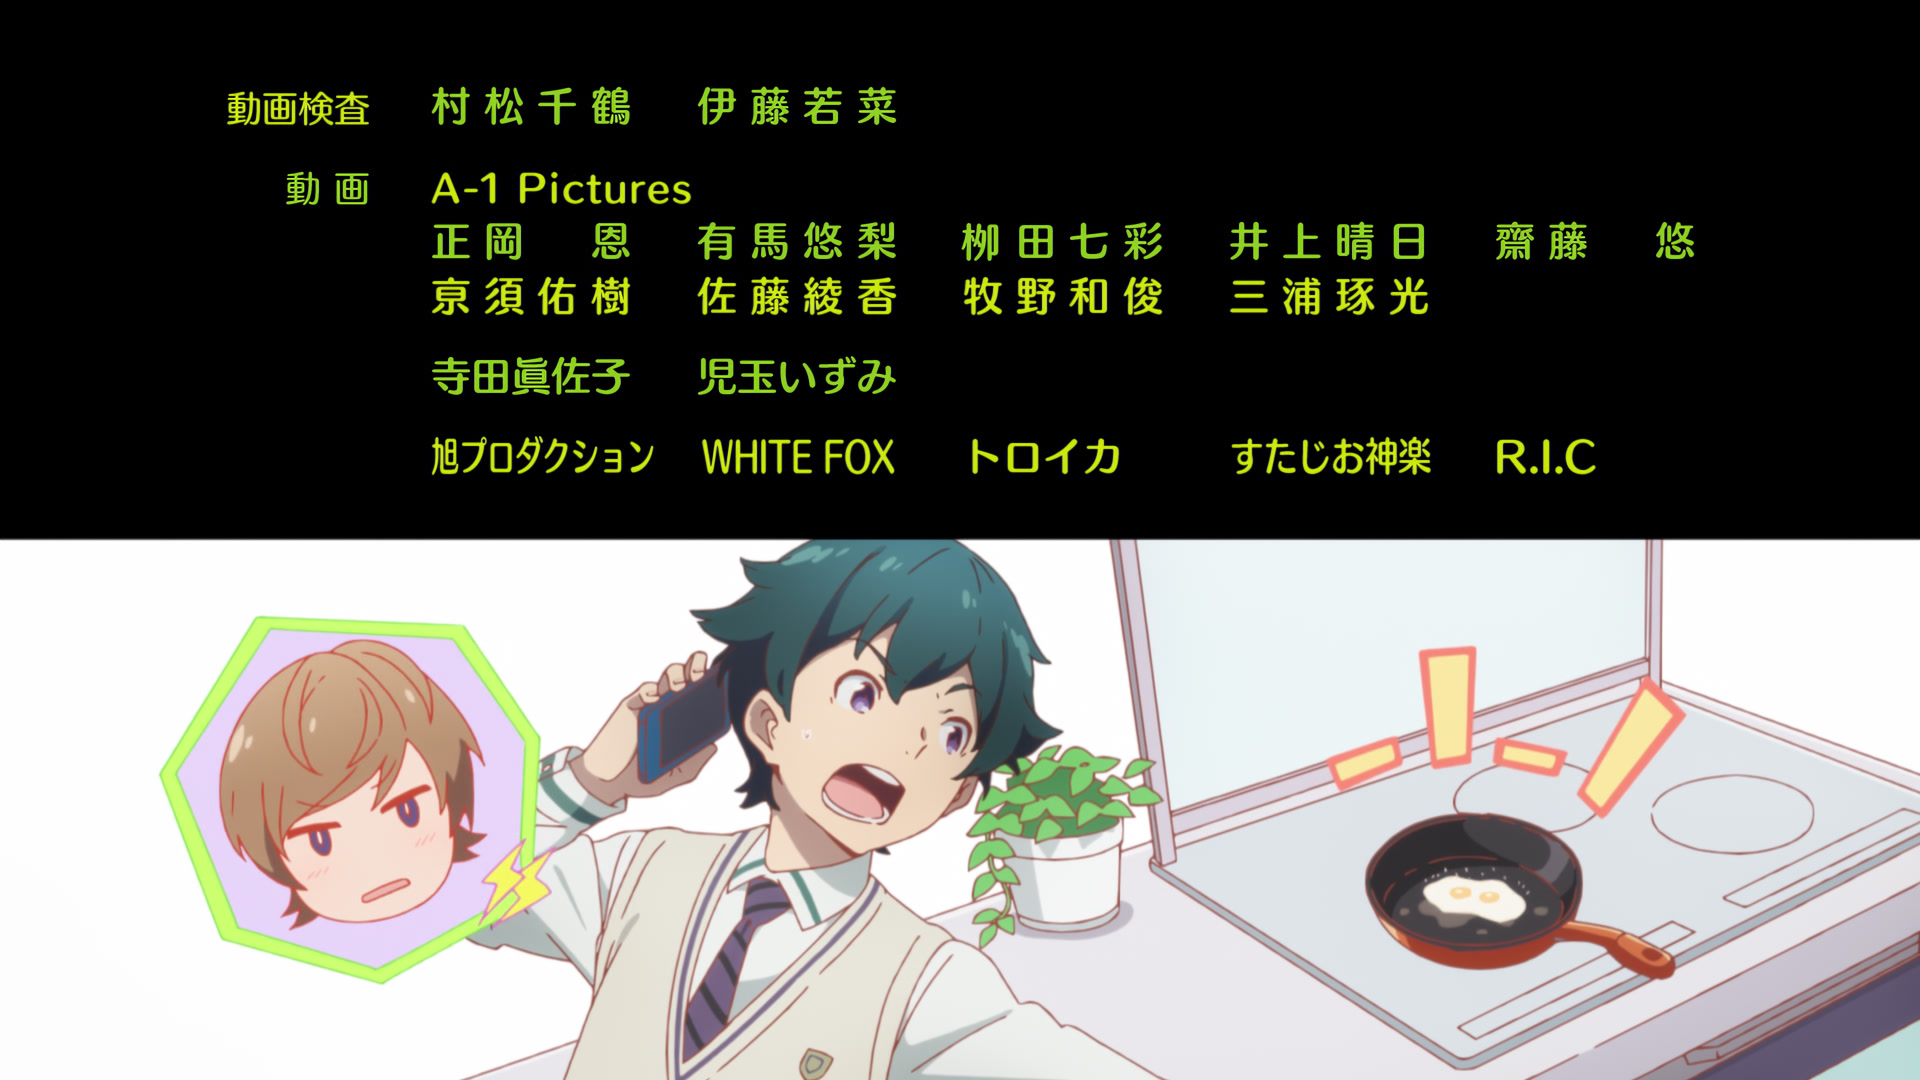 動画検査 村松千鶴 伊藤若菜
動画 A-1 Pictures
正岡 恩 有馬悠梨 栁田七彩 井上晴日 齋藤 悠
京須佑樹 佐藤綾香 牧野和俊 三浦琢光
寺田眞佐子 児玉いずみ
旭プロダクション WHITE FOX トロイカ すたじお神楽 R.I.C